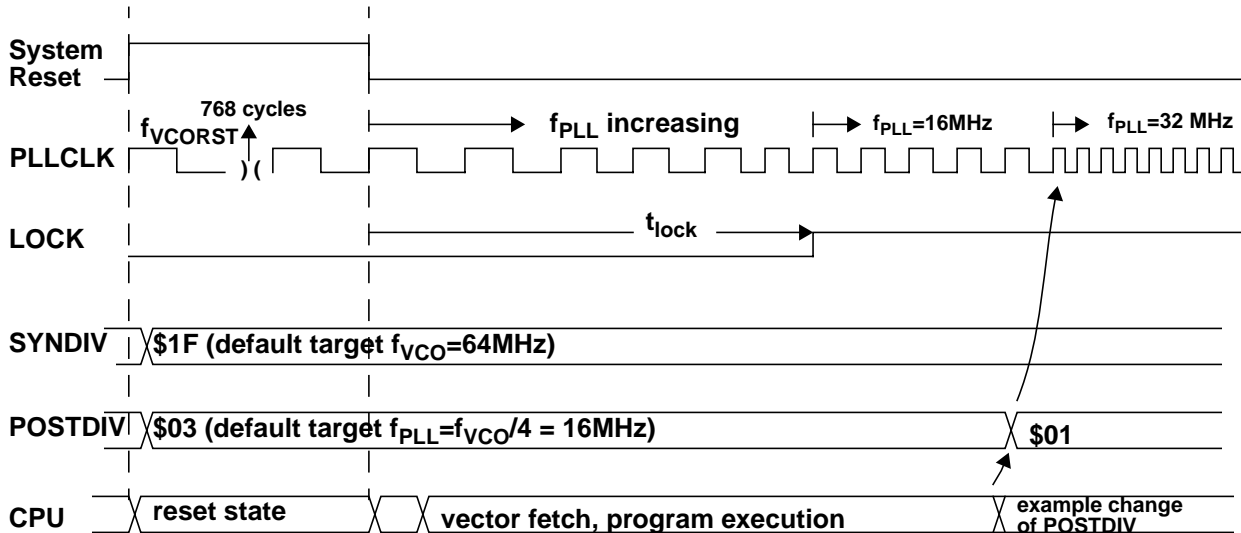 System
Reset
768 cycles
fVCORST
fPLL increasing
fPLL=16MHz
fPLL=32 MHz
PLLCLK
) (
tlock
LOCK
SYNDIV
$1F (default target fVCO=64MHz)
POSTDIV
$03 (default target fPLL=fVCO/4 = 16MHz)
$01
CPU
reset state
vector fetch, program execution
example change
of POSTDIV